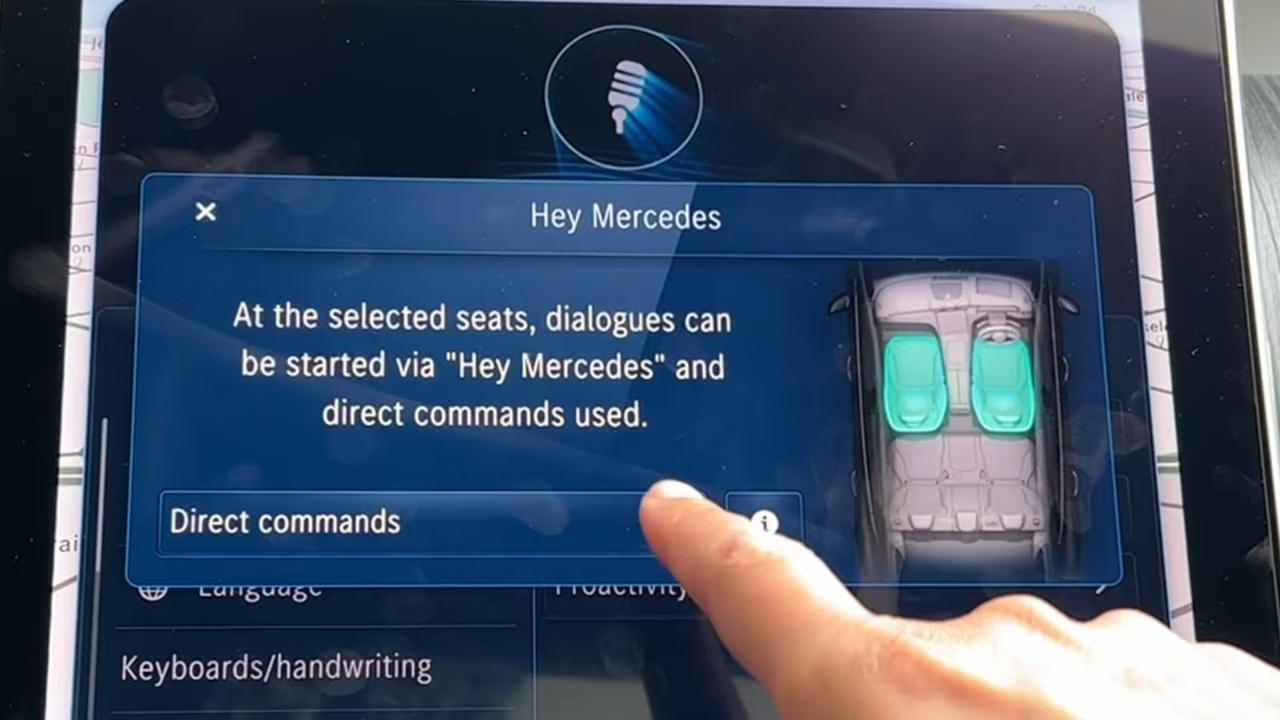 Hey Mercedes
At the selected seats, dialogues can
be started via "Hey Mercedes" and
direct commands used.
Direct commands
i
Language
Proactivity
Keyboards/handwriting